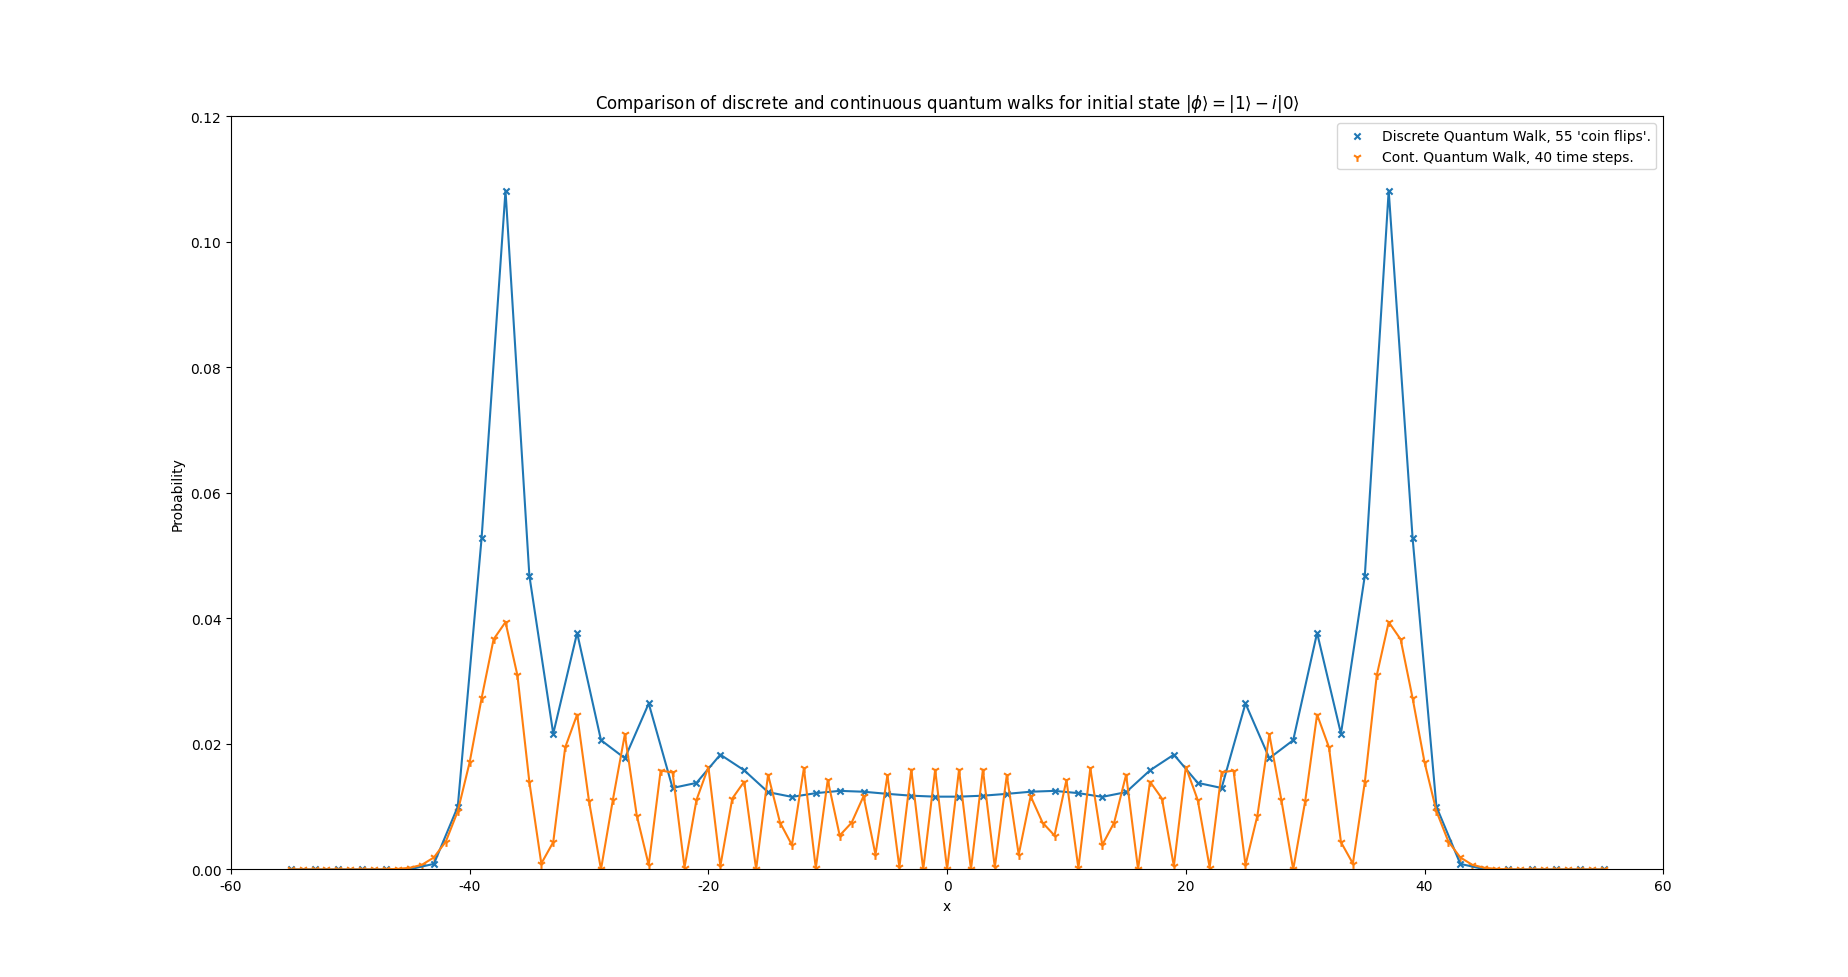 Comparison of discrete and continuous quantum walks for initial state |ϕ⟩ = |1⟩ − i|0⟩
Discrete Quantum Walk, 55 'coin flips'.
Cont. Quantum Walk, 40 time steps.
0.12
0.10
0.08
0.06
0.04
0.02
0.00
Probability
-60 -40 -20 0 20 40 60
x